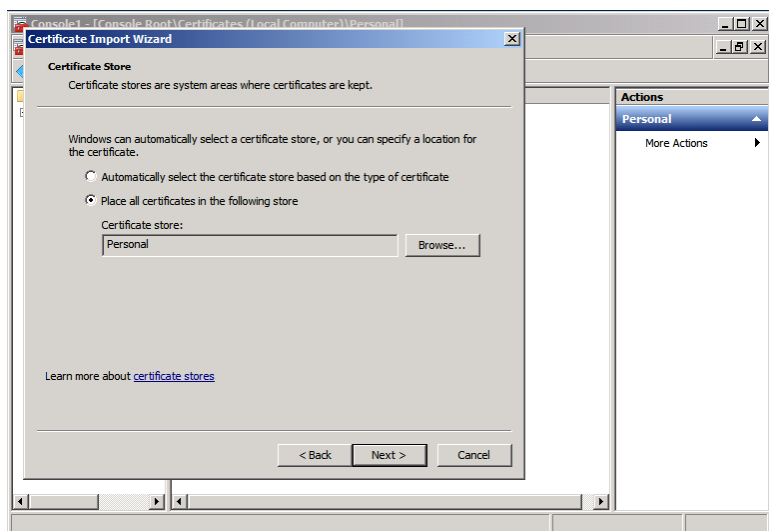 Console1 - [Console Root\Certificates (Local Computer)\Personal]
Certificate Import Wizard
Certificate Store
Certificate stores are system areas where certificates are kept.
Windows can automatically select a certificate store, or you can specify a location for
the certificate.
Automatically select the certificate store based on the type of certificate
Place all certificates in the following store
Certificate store:
Personal
Browse...
Learn more about certificate stores
< Back
Next >
Cancel
Actions
Personal
More Actions